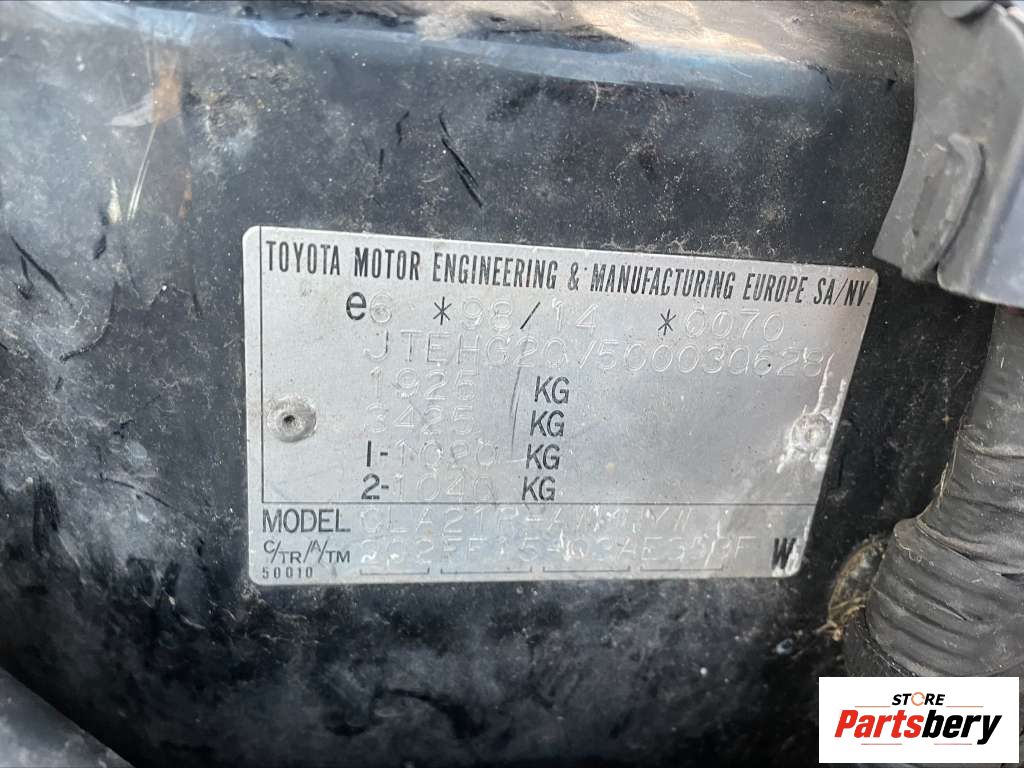 TOYOTA MOTOR ENGINEERING & MANUFACTURING EUROPE SA/NV
e6 *98/14 *0070
JTEHG20V500030628
1925 KG
3425 KG
1-1020 KG
2-1040 KG
MODEL
C/TR/A/TM W
50010
STORE
Partsbery